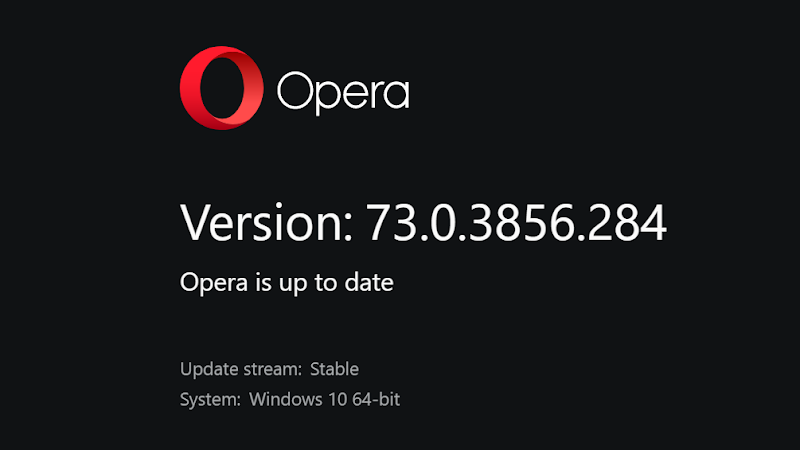 Opera
Version: 73.0.3856.284
Opera is up to date
Update stream: Stable
System: Windows 10 64-bit